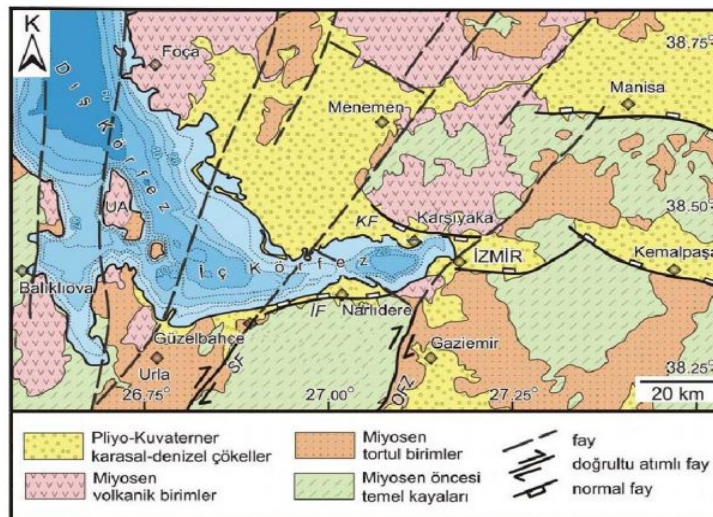 K
Foça
38.75°
Manisa
Menemen
Dış Körfez
UA
38.50°
KF
Karşıyaka
İç Körfez
İZMİR
Kemalpaşa
Balıklıova
Güzelbahçe
İF
Narlıdere
SF
Urla
OFZ
Gaziemir
38.25°
26.75°
27.00°
27.25°
20 km
Pliyo-Kuvaterner
karasal-denizel çökeller
Miyosen
tortul birimler
fay
doğrultu atımlı fay
Miyosen
volkanik birimler
Miyosen öncesi
temel kayaları
normal fay